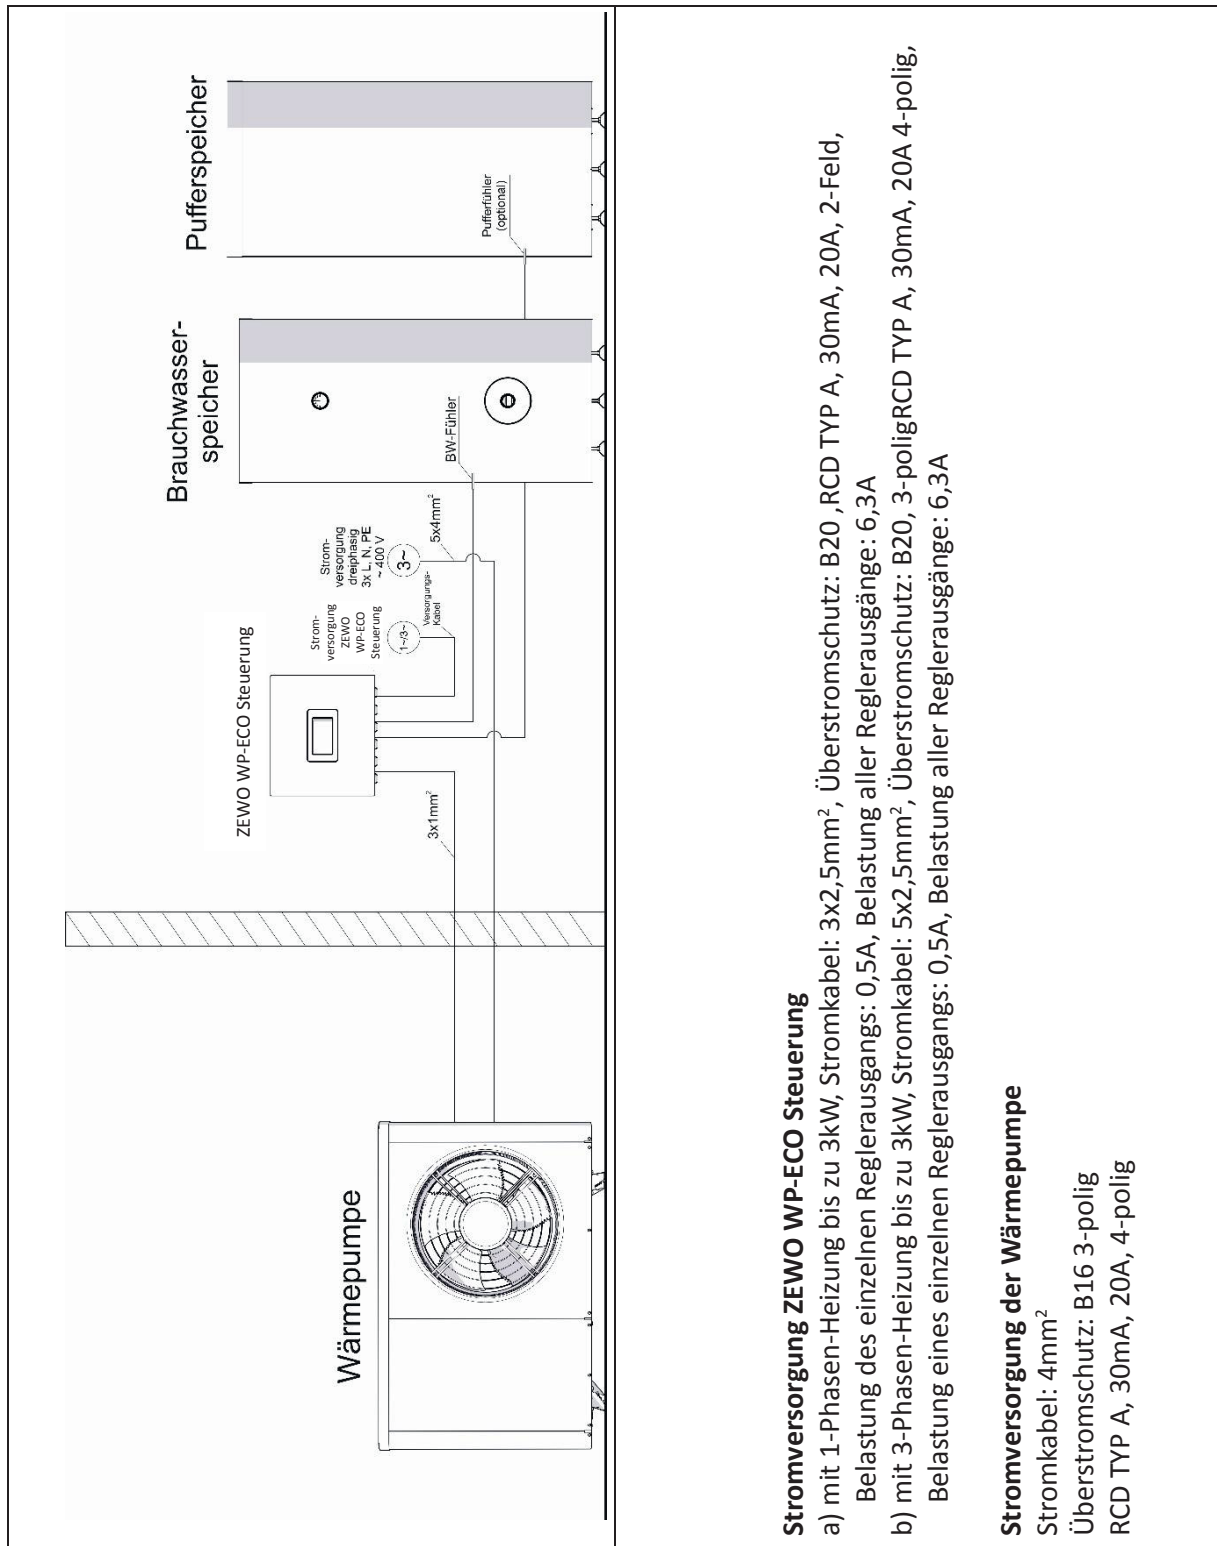 Wärmepumpe
3x1mm²
ZEWO WP-ECO Steuerung
Strom-
versorgung
ZEWO
WP-ECO
Steuerung
1~/3~
Versorgungs-
Kabel
Strom-
versorgung
dreiphasig
3x L, N, PE
~ 400 V
3~
5x4mm²
Brauchwasser-
speicher
BW-Fühler
Pufferspeicher
Pufferfühler
(optional)
Stromversorgung ZEWO WP-ECO Steuerung
a) mit 1-Phasen-Heizung bis zu 3kW, Stromkabel: 3x2,5mm², Überstromschutz: B20 ,RCD TYP A, 30mA, 20A, 2-Feld,
Belastung des einzelnen Reglerausgangs: 0,5A, Belastung aller Reglerausgänge: 6,3A
b) mit 3-Phasen-Heizung bis zu 3kW, Stromkabel: 5x2,5mm², Überstromschutz: B20, 3-poligRCD TYP A, 30mA, 20A 4-polig,
Belastung eines einzelnen Reglerausgangs: 0,5A, Belastung aller Reglerausgänge: 6,3A
Stromversorgung der Wärmepumpe
Stromkabel: 4mm²
Überstromschutz: B16 3-polig
RCD TYP A, 30mA, 20A, 4-polig